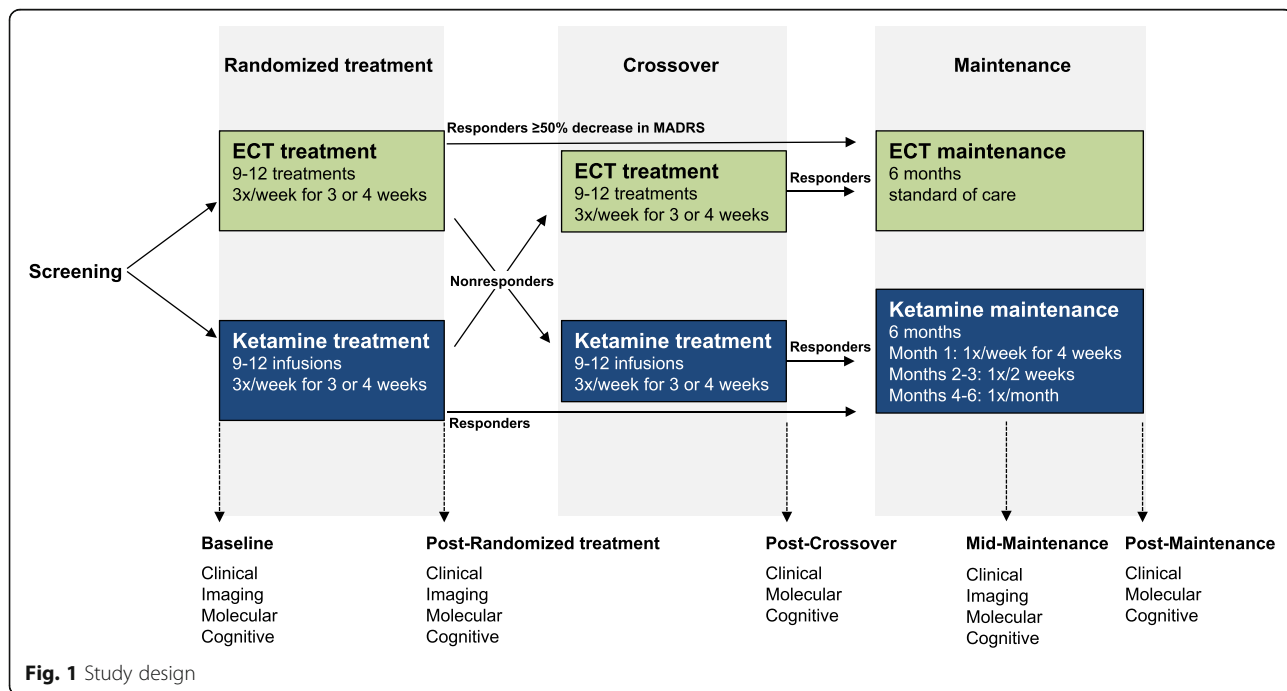 Randomized treatment
Crossover
Maintenance
Responders ≥50% decrease in MADRS
ECT treatment
9-12 treatments
3x/week for 3 or 4 weeks
ECT treatment
9-12 treatments
3x/week for 3 or 4 weeks
Responders
ECT maintenance
6 months
standard of care
Screening
Nonresponders
Ketamine treatment
9-12 infusions
3x/week for 3 or 4 weeks
Ketamine treatment
9-12 infusions
3x/week for 3 or 4 weeks
Responders
Ketamine maintenance
6 months
Month 1: 1x/week for 4 weeks
Months 2-3: 1x/2 weeks
Months 4-6: 1x/month
Responders
Baseline
Clinical
Imaging
Molecular
Cognitive
Post-Randomized treatment
Clinical
Imaging
Molecular
Cognitive
Post-Crossover
Clinical
Molecular
Cognitive
Mid-Maintenance
Clinical
Imaging
Molecular
Cognitive
Post-Maintenance
Clinical
Molecular
Cognitive
Fig. 1 Study design